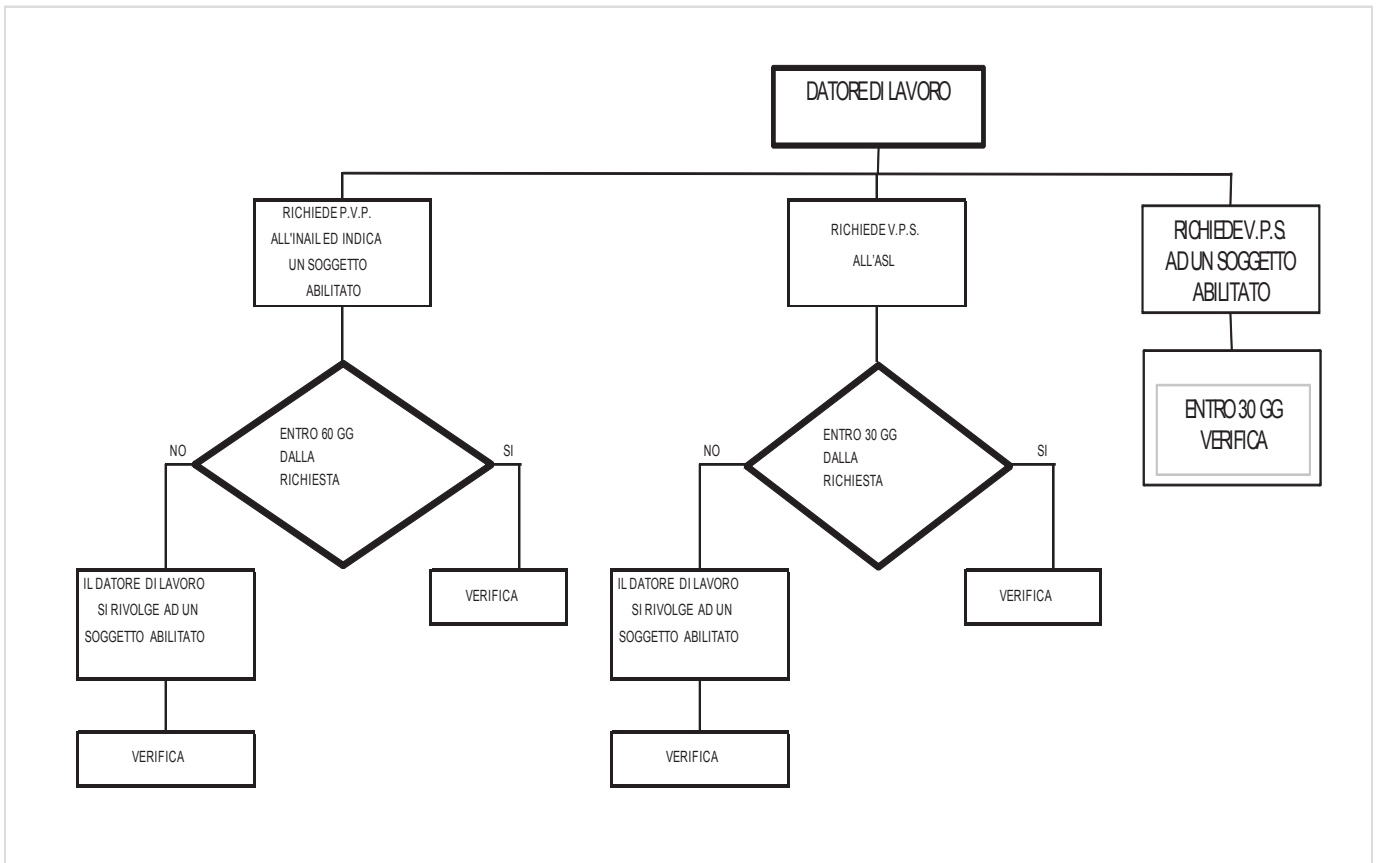 DATORE DI LAVORO
RICHIEDE P.V.P.
ALL'INAIL ED INDICA
UN SOGGETTO
ABILITATO
RICHIEDE V.P.S.
ALL'ASL
RICHIEDE V.P.S.
AD UN SOGGETTO
ABILITATO
ENTRO 60 GG
DALLA
RICHIESTA
NO
SI
ENTRO 30 GG
DALLA
RICHIESTA
NO
SI
ENTRO 30 GG
VERIFICA
IL DATORE DI LAVORO
SI RIVOLGE AD UN
SOGGETTO ABILITATO
VERIFICA
IL DATORE DI LAVORO
SI RIVOLGE AD UN
SOGGETTO ABILITATO
VERIFICA
VERIFICA
VERIFICA